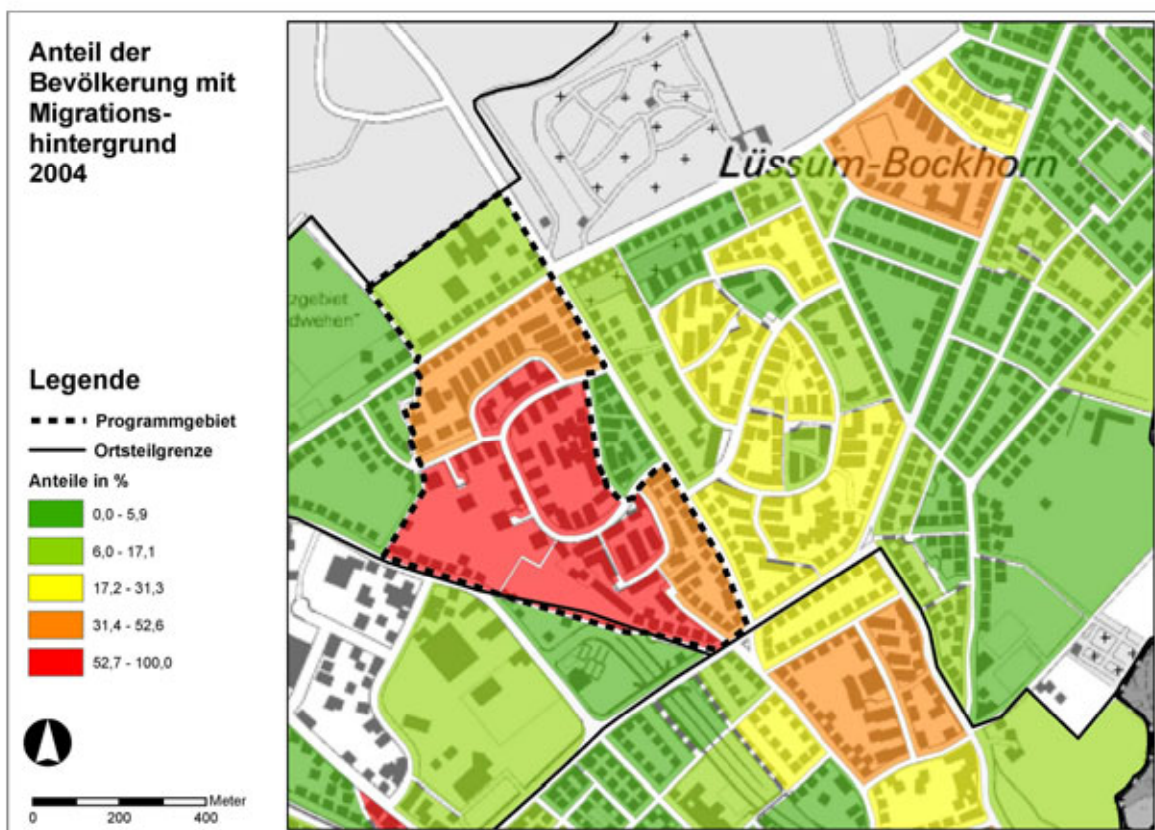 Anteil der
Bevölkerung mit
Migrations-
hintergrund
2004
Lüssum-Bockhorn
zgebiet
dwehen"
Legende
Programmgebiet
Ortsteilgrenze
Anteile in %
0,0 - 5,9
6,0 - 17,1
17,2 - 31,3
31,4 - 52,6
52,7 - 100,0
Meter
0 200 400